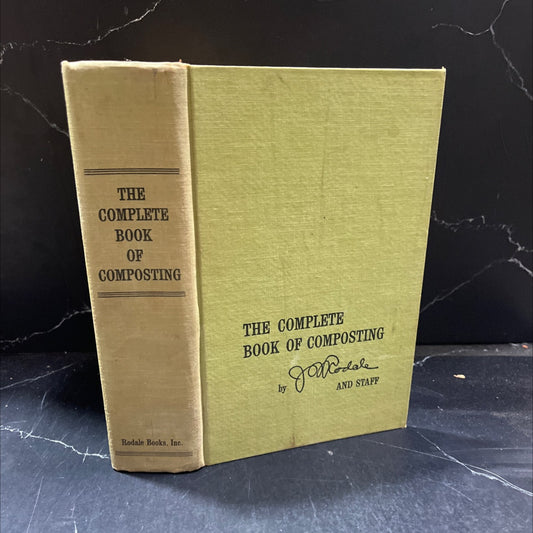 THE
COMPLETE
BOOK
OF
COMPOSTING
Rodale Books, Inc.
THE COMPLETE
BOOK OF COMPOSTING
by J. I. Rodale
AND STAFF